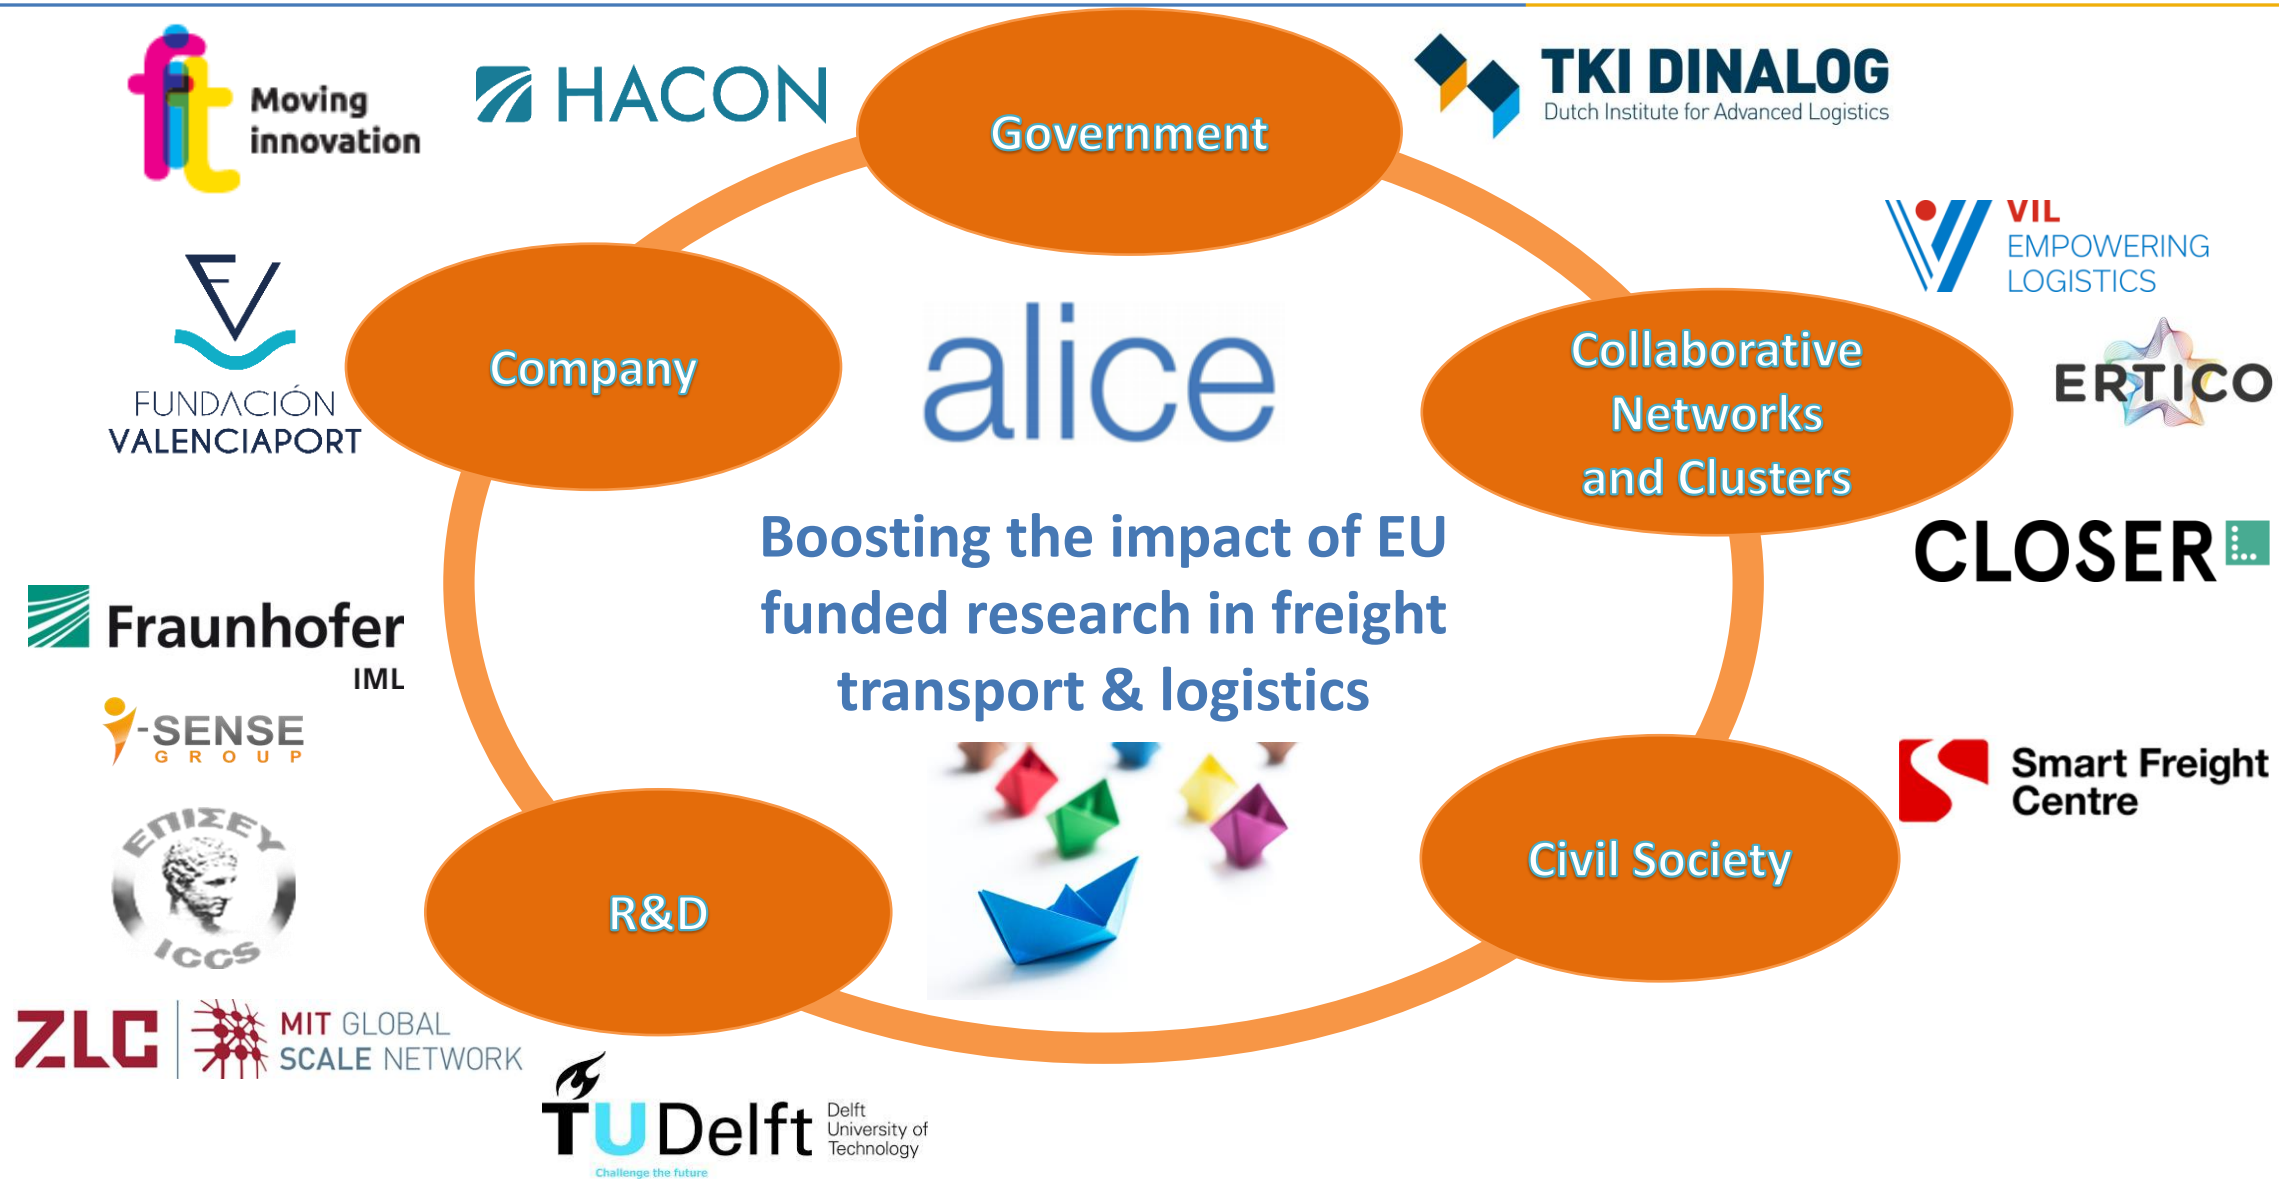 fit
Moving
innovation
HACON
Government
TKI DINALOG
Dutch Institute for Advanced Logistics
VIL
EMPOWERING
LOGISTICS
FUNDACIÓN
VALENCIAPORT
Company
alice
Collaborative
Networks
and Clusters
ERTICO
Boosting the impact of EU
funded research in freight
transport & logistics
CLOSER
Fraunhofer
IML
i-SENSE
GROUP
Smart Freight
Centre
ΕΠΙΣΕΥ
ICCS
R&D
Civil Society
ZLC
MIT GLOBAL
SCALE NETWORK
TUDelft
Delft
University of
Technology
Challenge the future